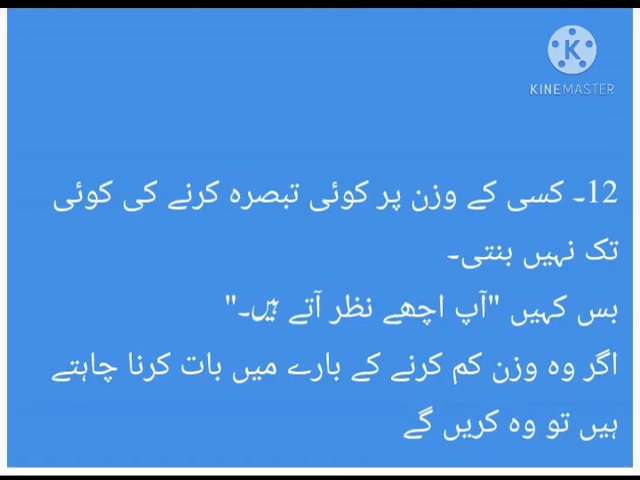 KINEMASTER
12۔ کسی کے وزن پر کوئی تبصرہ کرنے کی کوئی
تک نہیں بنتی۔
بس کہیں "آپ اچھے نظر آتے ہیں۔"
اگر وہ وزن کم کرنے کے بارے میں بات کرنا چاہتے
ہیں تو وہ کریں گے